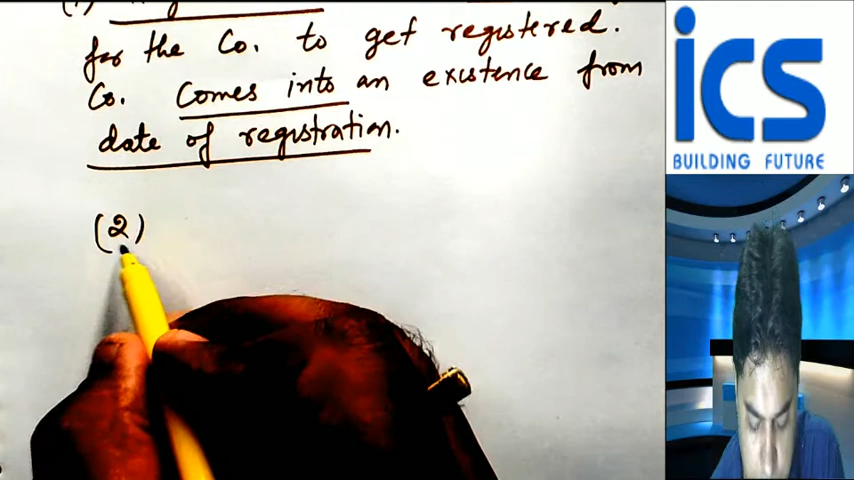 (1)
for the Co. to get registered.
Co. Comes into an existence from
date of registration.
(2)
ics
BUILDING FUTURE